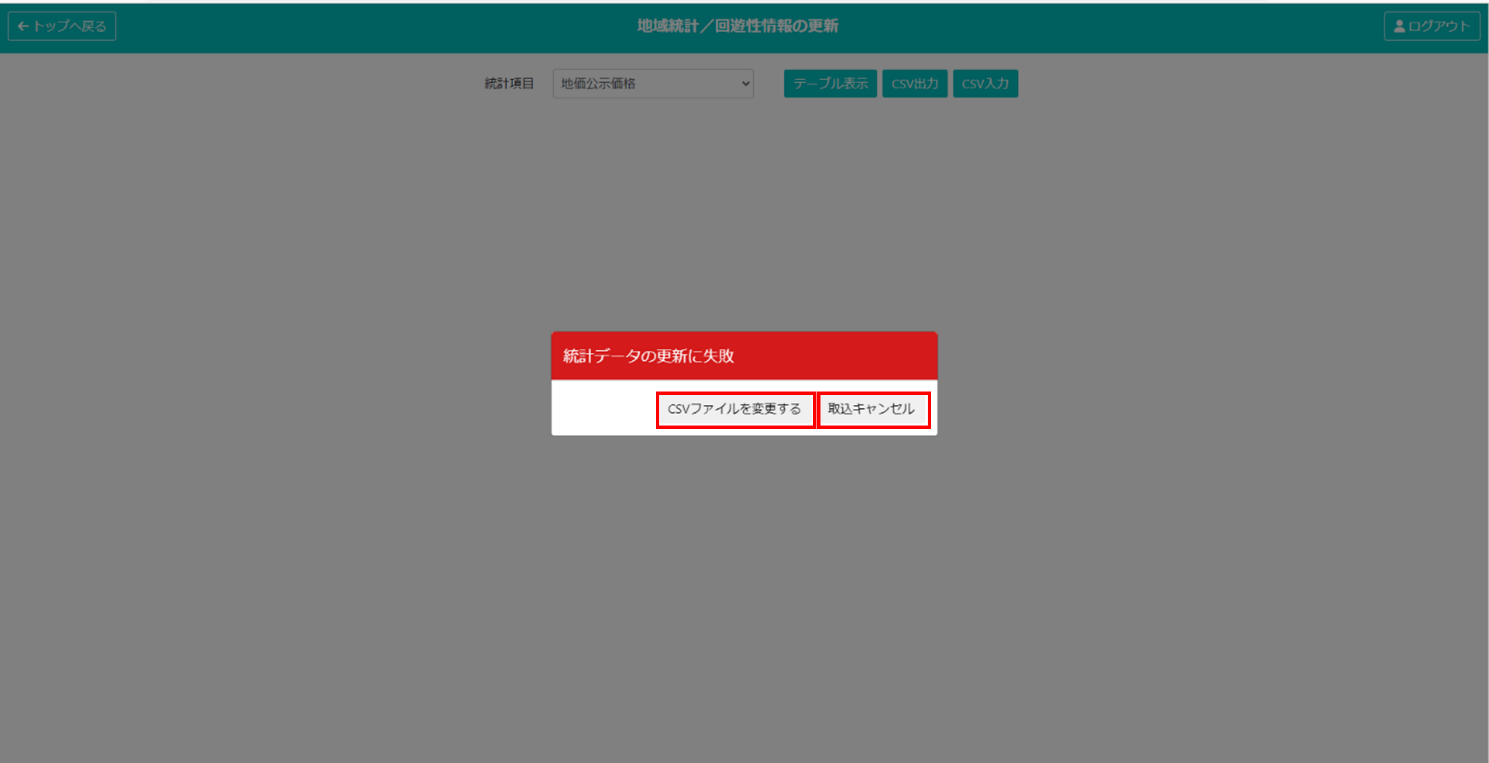 トップへ戻る
地域統計／回遊性情報の更新
ログアウト
統計項目 地価公示価格 テーブル表示 CSV出力 CSV入力
統計データの更新に失敗
CSVファイルを変更する 取込キャンセル